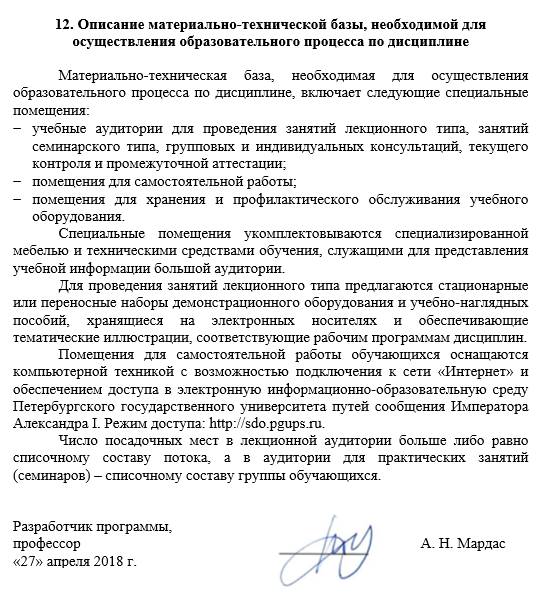 12. Описание материально-технической базы, необходимой для
осуществления образовательного процесса по дисциплине
Материально-техническая база, необходимая для осуществления
образовательного процесса по дисциплине, включает следующие специальные
помещения:
− учебные аудитории для проведения занятий лекционного типа, занятий
семинарского типа, групповых и индивидуальных консультаций, текущего
контроля и промежуточной аттестации;
− помещения для самостоятельной работы;
− помещения для хранения и профилактического обслуживания учебного
оборудования.
Специальные помещения укомплектовываются специализированной
мебелью и техническими средствами обучения, служащими для представления
учебной информации большой аудитории.
Для проведения занятий лекционного типа предлагаются стационарные
или переносные наборы демонстрационного оборудования и учебно-наглядных
пособий, хранящиеся на электронных носителях и обеспечивающие
тематические иллюстрации, соответствующие рабочим программам дисциплин.
Помещения для самостоятельной работы обучающихся оснащаются
компьютерной техникой с возможностью подключения к сети «Интернет» и
обеспечением доступа в электронную информационно-образовательную среду
Петербургского государственного университета путей сообщения Императора
Александра I. Режим доступа: http://sdo.pgups.ru.
Число посадочных мест в лекционной аудитории больше либо равно
списочному составу потока, а в аудитории для практических занятий
(семинаров) – списочному составу группы обучающихся.
Разработчик программы,
профессор А. Н. Мардас
«27» апреля 2018 г.